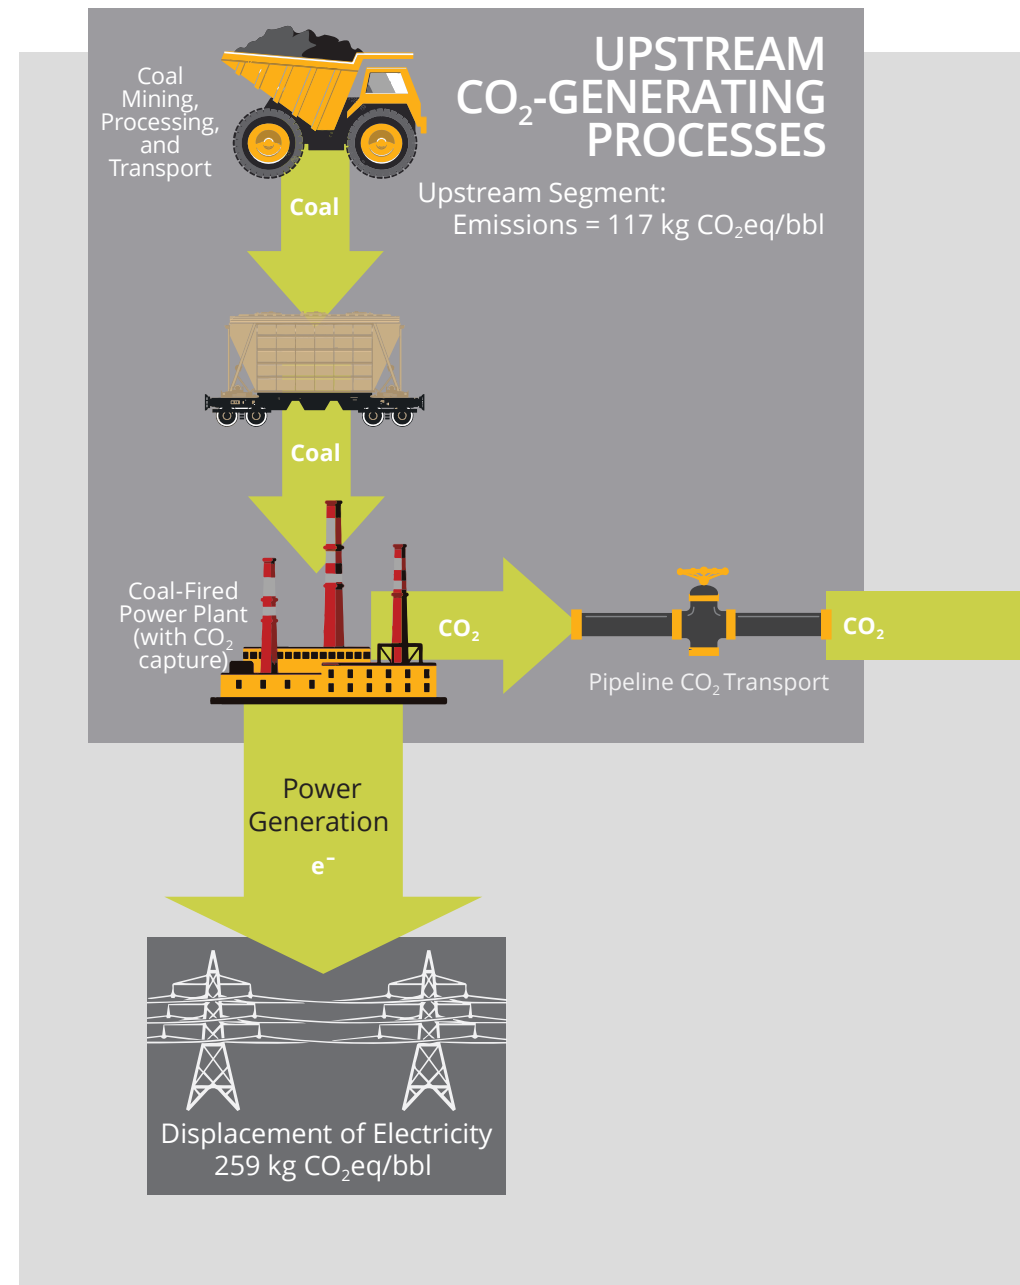 UPSTREAM
CO₂-GENERATING
PROCESSES
Upstream Segment:
Emissions = 117 kg CO₂eq/bbl
Coal
Mining,
Processing,
and
Transport
Coal
Coal
Coal-Fired
Power Plant
(with CO₂
capture)
CO₂
CO₂
Pipeline CO₂ Transport
Power
Generation
e⁻
Displacement of Electricity
259 kg CO₂eq/bbl